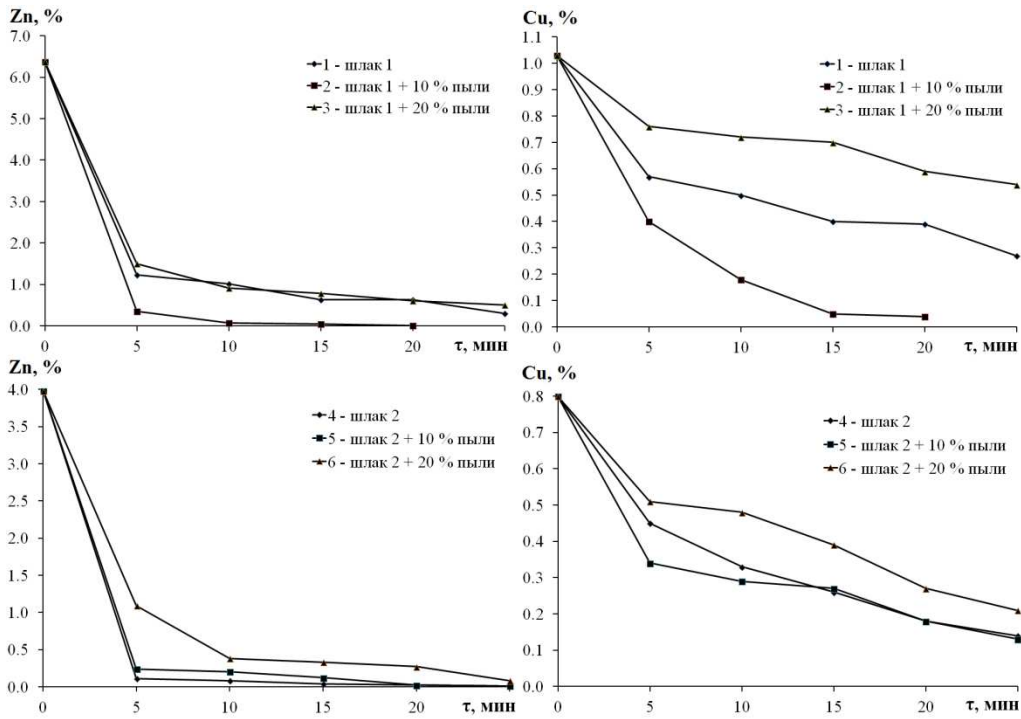 Zn, %
7.0
6.0
5.0
4.0
3.0
2.0
1.0
0.0
0
5
10
15
20
τ, мин
1 - шлак 1
2 - шлак 1 + 10 % пыли
3 - шлак 1 + 20 % пыли
Cu, %
1.1
1.0
0.9
0.8
0.7
0.6
0.5
0.4
0.3
0.2
0.1
0.0
0
5
10
15
20
τ, мин
1 - шлак 1
2 - шлак 1 + 10 % пыли
3 - шлак 1 + 20 % пыли
Zn, %
4.0
3.5
3.0
2.5
2.0
1.5
1.0
0.5
0.0
0
5
10
15
20
τ, мин
4 - шлак 2
5 - шлак 2 + 10 % пыли
6 - шлак 2 + 20 % пыли
Cu, %
0.8
0.7
0.6
0.5
0.4
0.3
0.2
0.1
0.0
0
5
10
15
20
τ, мин
4 - шлак 2
5 - шлак 2 + 10 % пыли
6 - шлак 2 + 20 % пыли